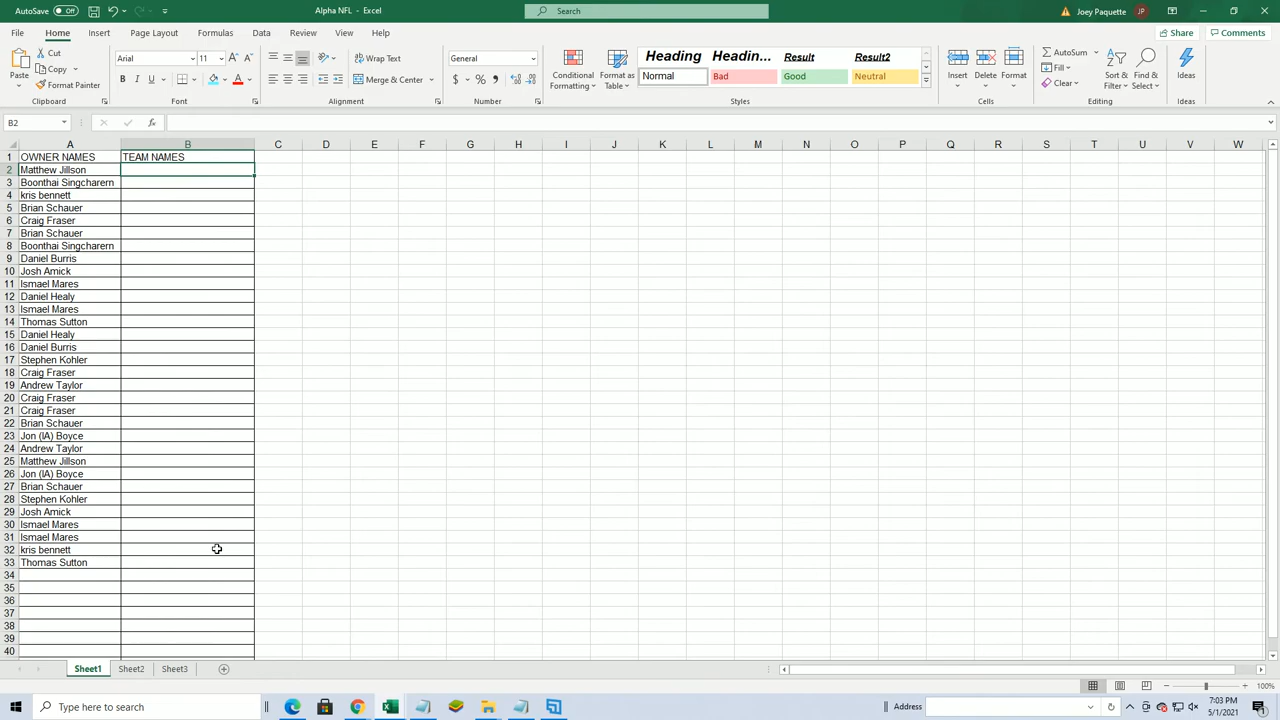 AutoSave Off
Alpha NFL - Excel
Search
Joey Paquette
JP
File Home Insert Page Layout Formulas Data Review View Help
Share Comments
Paste
Cut
Copy
Format Painter
Clipboard
Arial 11
B I U
Font
Wrap Text
Merge & Center
Alignment
General
$ % ,
Number
Conditional Formatting
Format as Table
Heading Headin... Result Result2
Normal Bad Good Neutral
Styles
Insert Delete Format
Cells
AutoSum
Fill
Clear
Sort & Filter
Find & Select
Editing
Ideas
Ideas
B2
fx
A B C D E F G H I J K L M N O P Q R S T U V W
1 OWNER NAMES TEAM NAMES
2 Matthew Jillson
3 Boonthai Singcharern
4 kris bennett
5 Brian Schauer
6 Craig Fraser
7 Brian Schauer
8 Boonthai Singcharern
9 Daniel Burris
10 Josh Amick
11 Ismael Mares
12 Daniel Healy
13 Ismael Mares
14 Thomas Sutton
15 Daniel Healy
16 Daniel Burris
17 Stephen Kohler
18 Craig Fraser
19 Andrew Taylor
20 Craig Fraser
21 Craig Fraser
22 Brian Schauer
23 Jon (IA) Boyce
24 Andrew Taylor
25 Matthew Jillson
26 Jon (IA) Boyce
27 Brian Schauer
28 Stephen Kohler
29 Josh Amick
30 Ismael Mares
31 Ismael Mares
32 kris bennett
33 Thomas Sutton
34
35
36
37
38
39
40
Sheet1 Sheet2 Sheet3
100%
Type here to search
Address
7:03 PM
5/1/2021